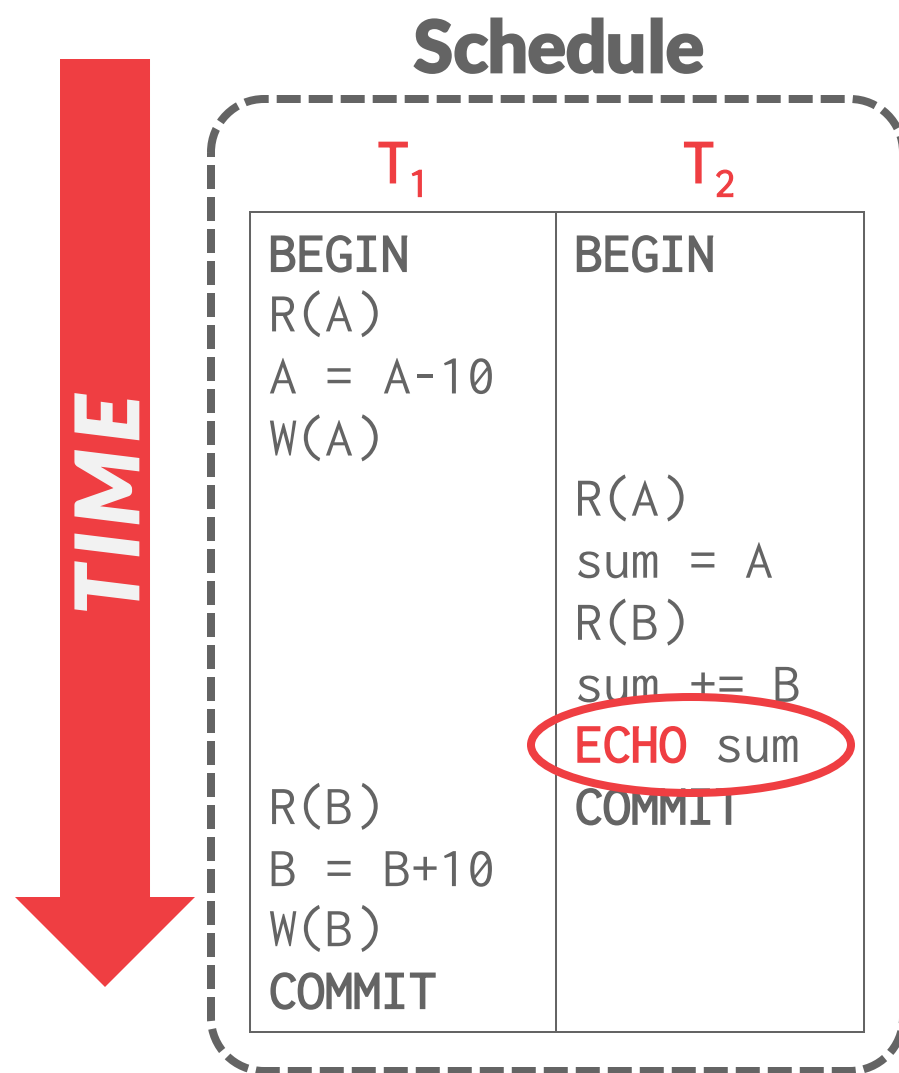 Schedule
TIME
T1 T2
BEGIN BEGIN
R(A)
A = A-10
W(A)
R(A)
sum = A
R(B)
sum += B
ECHO sum
R(B) COMMIT
B = B+10
W(B)
COMMIT